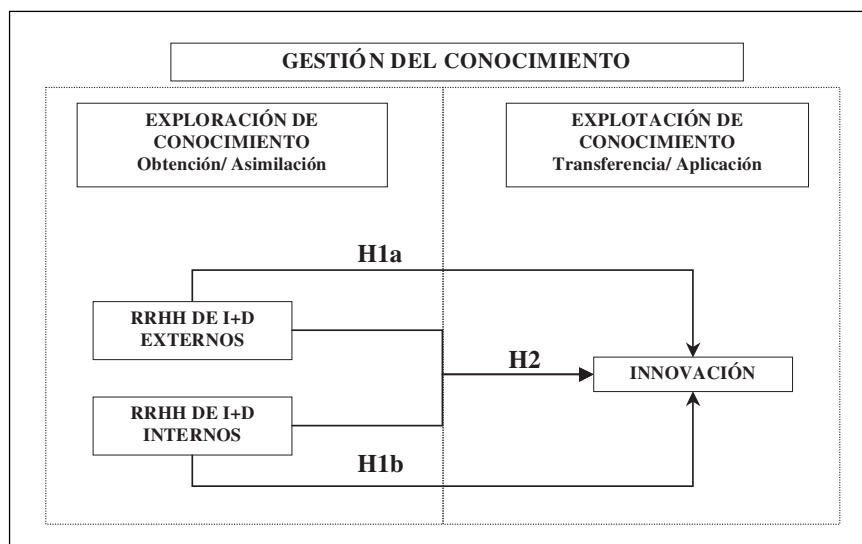 GESTIÓN DEL CONOCIMIENTO
EXPLORACIÓN DE
CONOCIMIENTO
Obtención/ Asimilación
EXPLOTACIÓN DE
CONOCIMIENTO
Transferencia/ Aplicación
H1a
RRHH DE I+D
EXTERNOS
H2
INNOVACIÓN
RRHH DE I+D
INTERNOS
H1b